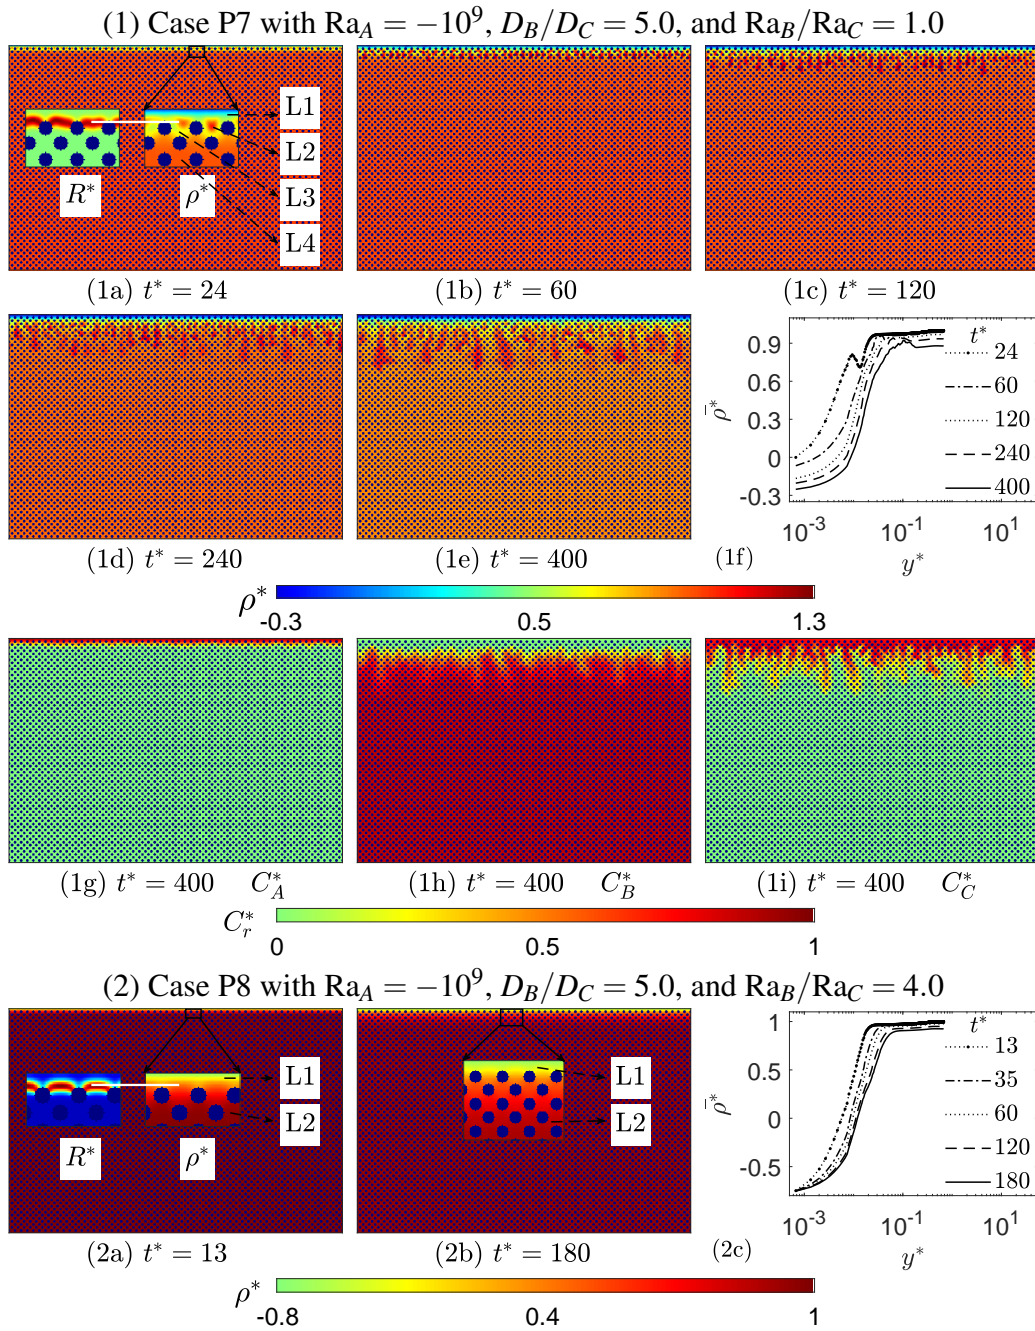 (1) Case P7 with Ra_A = −10^9, D_B/D_C = 5.0, and Ra_B/Ra_C = 1.0
L1
L2
L3
L4
R*
ρ*
(1a) t* = 24
(1b) t* = 60
(1c) t* = 120
t*
24
60
120
240
400
0.9
0.6
0.3
0
-0.3
ρ̄*
10^-3
10^-1
10^1
y*
(1d) t* = 240
(1e) t* = 400
(1f)
ρ*
-0.3
0.5
1.3
(1g) t* = 400 C*_A
(1h) t* = 400 C*_B
(1i) t* = 400 C*_C
C*_r
0
0.5
1
(2) Case P8 with Ra_A = −10^9, D_B/D_C = 5.0, and Ra_B/Ra_C = 4.0
L1
L2
R*
ρ*
L1
L2
t*
13
35
60
120
180
1
0.5
0
-0.5
ρ̄*
10^-3
10^-1
10^1
y*
(2a) t* = 13
(2b) t* = 180
(2c)
ρ*
-0.8
0.4
1